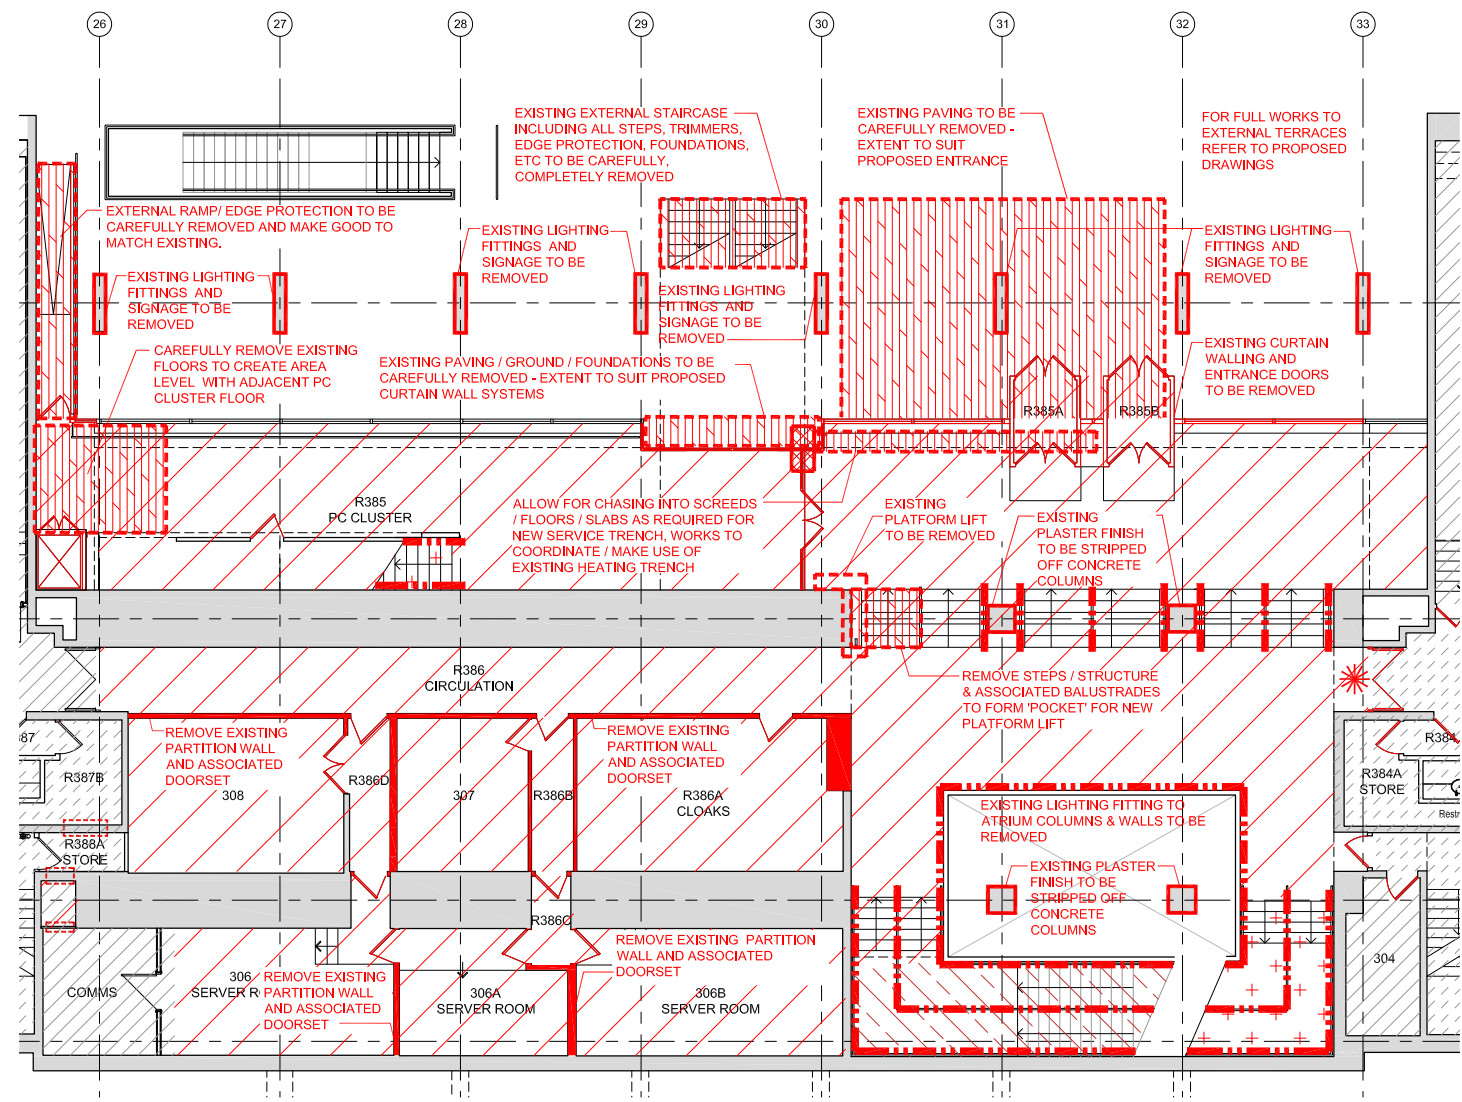 26
27
28
29
30
31
32
33
EXISTING EXTERNAL STAIRCASE
INCLUDING ALL STEPS, TRIMMERS,
EDGE PROTECTION, FOUNDATIONS,
ETC TO BE CAREFULLY,
COMPLETELY REMOVED
EXISTING PAVING TO BE
CAREFULLY REMOVED -
EXTENT TO SUIT
PROPOSED ENTRANCE
FOR FULL WORKS TO
EXTERNAL TERRACES
REFER TO PROPOSED
DRAWINGS
EXTERNAL RAMP/ EDGE PROTECTION TO BE
CAREFULLY REMOVED AND MAKE GOOD TO
MATCH EXISTING.
EXISTING LIGHTING
FITTINGS AND
SIGNAGE TO BE
REMOVED
EXISTING LIGHTING
FITTINGS AND
SIGNAGE TO BE
REMOVED
EXISTING LIGHTING
FITTINGS AND
SIGNAGE TO BE
REMOVED
EXISTING LIGHTING
FITTINGS AND
SIGNAGE TO BE
REMOVED
CAREFULLY REMOVE EXISTING
FLOORS TO CREATE AREA
LEVEL WITH ADJACENT PC
CLUSTER FLOOR
EXISTING PAVING / GROUND / FOUNDATIONS TO BE
CAREFULLY REMOVED - EXTENT TO SUIT PROPOSED
CURTAIN WALL SYSTEMS
EXISTING CURTAIN
WALLING AND
ENTRANCE DOORS
TO BE REMOVED
R385A
R385B
R385
PC CLUSTER
ALLOW FOR CHASING INTO SCREEDS
/ FLOORS / SLABS AS REQUIRED FOR
NEW SERVICE TRENCH, WORKS TO
COORDINATE / MAKE USE OF
EXISTING HEATING TRENCH
EXISTING
PLATFORM LIFT
TO BE REMOVED
EXISTING
PLASTER FINISH
TO BE STRIPPED
OFF CONCRETE
COLUMNS
R386
CIRCULATION
REMOVE STEPS / STRUCTURE
& ASSOCIATED BALUSTRADES
TO FORM 'POCKET' FOR NEW
PLATFORM LIFT
REMOVE EXISTING
PARTITION WALL
AND ASSOCIATED
DOORSET
REMOVE EXISTING
PARTITION WALL
AND ASSOCIATED
DOORSET
87
R387B
308
R386D
307
R386B
R386A
CLOAKS
R384
R384A
STORE
Restr
EXISTING LIGHTING FITTING TO
ATRIUM COLUMNS & WALLS TO BE
REMOVED
R388A
STORE
EXISTING PLASTER
FINISH TO BE
STRIPPED OFF
CONCRETE
COLUMNS
R386C
REMOVE EXISTING PARTITION
WALL AND ASSOCIATED
DOORSET
COMMS
306
SERVER R
REMOVE EXISTING
PARTITION WALL
AND ASSOCIATED
DOORSET
306A
SERVER ROOM
306B
SERVER ROOM
304